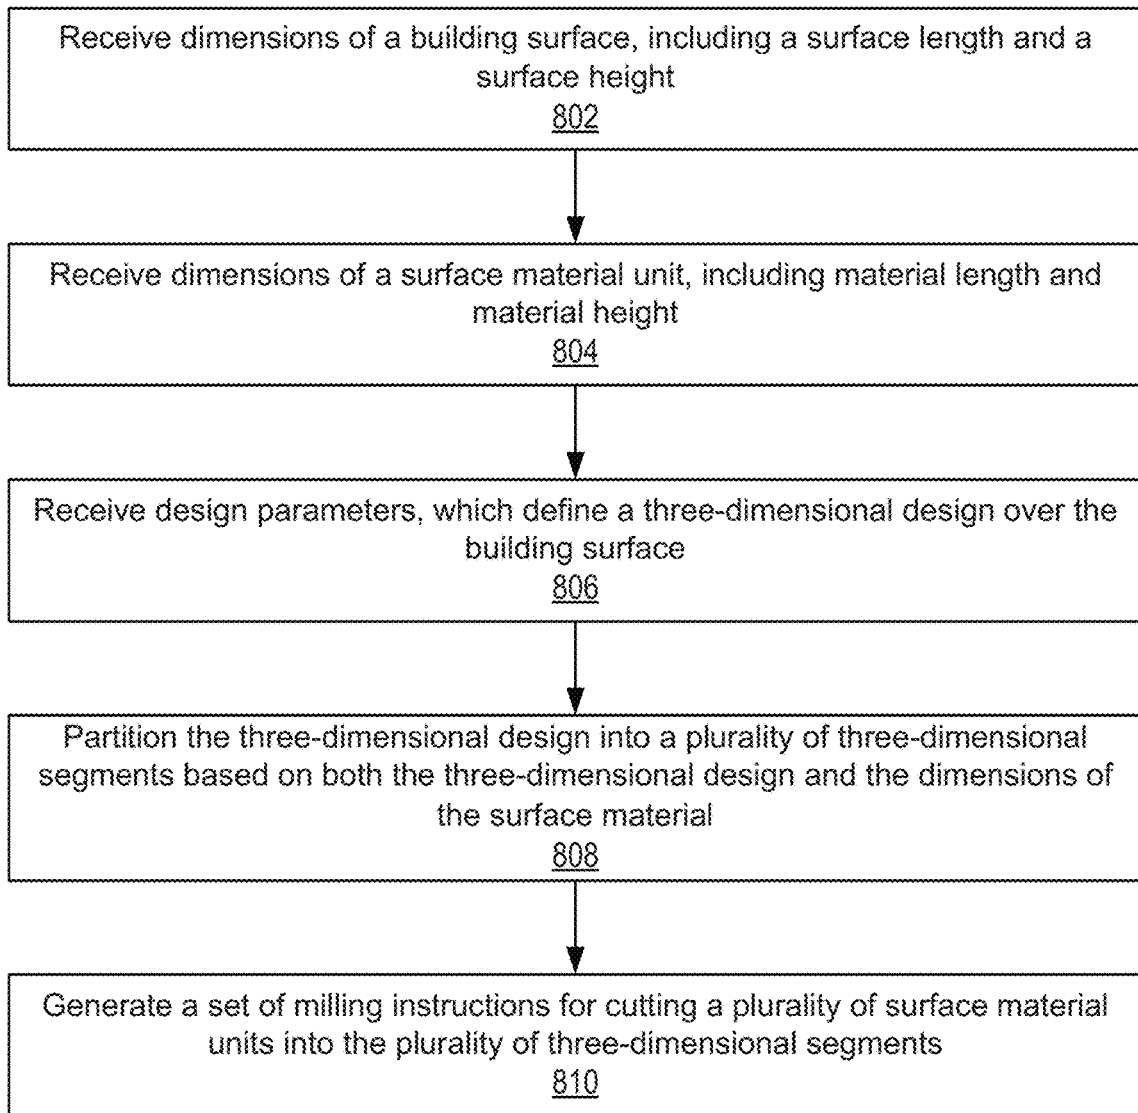 Receive dimensions of a building surface, including a surface length and a
surface height
802
Receive dimensions of a surface material unit, including material length and
material height
804
Receive design parameters, which define a three-dimensional design over the
building surface
806
Partition the three-dimensional design into a plurality of three-dimensional
segments based on both the three-dimensional design and the dimensions of
the surface material
808
Generate a set of milling instructions for cutting a plurality of surface material
units into the plurality of three-dimensional segments
810